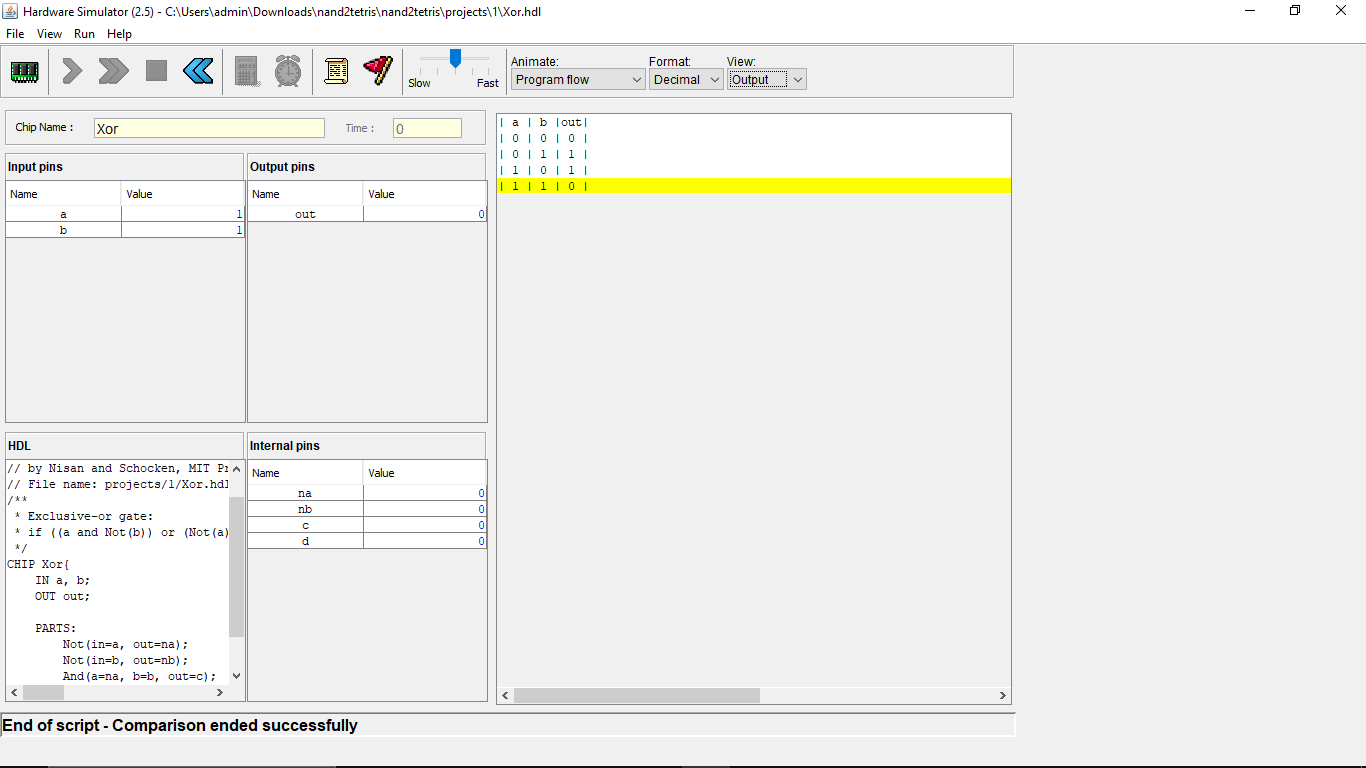 Hardware Simulator (2.5) - C:\Users\admin\Downloads\nand2tetris\nand2tetris\projects\1\Xor.hdl
File View Run Help
Slow Fast
Animate: Format: View:
Program flow Decimal Output
Chip Name : Xor Time : 0
Input pins
Name Value
a 1
b 1
Output pins
Name Value
out 0
| a | b |out|
| 0 | 0 | 0 |
| 0 | 1 | 1 |
| 1 | 0 | 1 |
| 1 | 1 | 0 |
HDL
// by Nisan and Schocken, MIT
// File name: projects/1/Xor.hdl
/**
* Exclusive-or gate:
* if ((a and Not(b)) or (Not(a)
*/
CHIP Xor{
IN a, b;
OUT out;
PARTS:
Not(in=a, out=na);
Not(in=b, out=nb);
And(a=na, b=b, out=c);
Internal pins
Name Value
na 0
nb 0
c 0
d 0
End of script - Comparison ended successfully